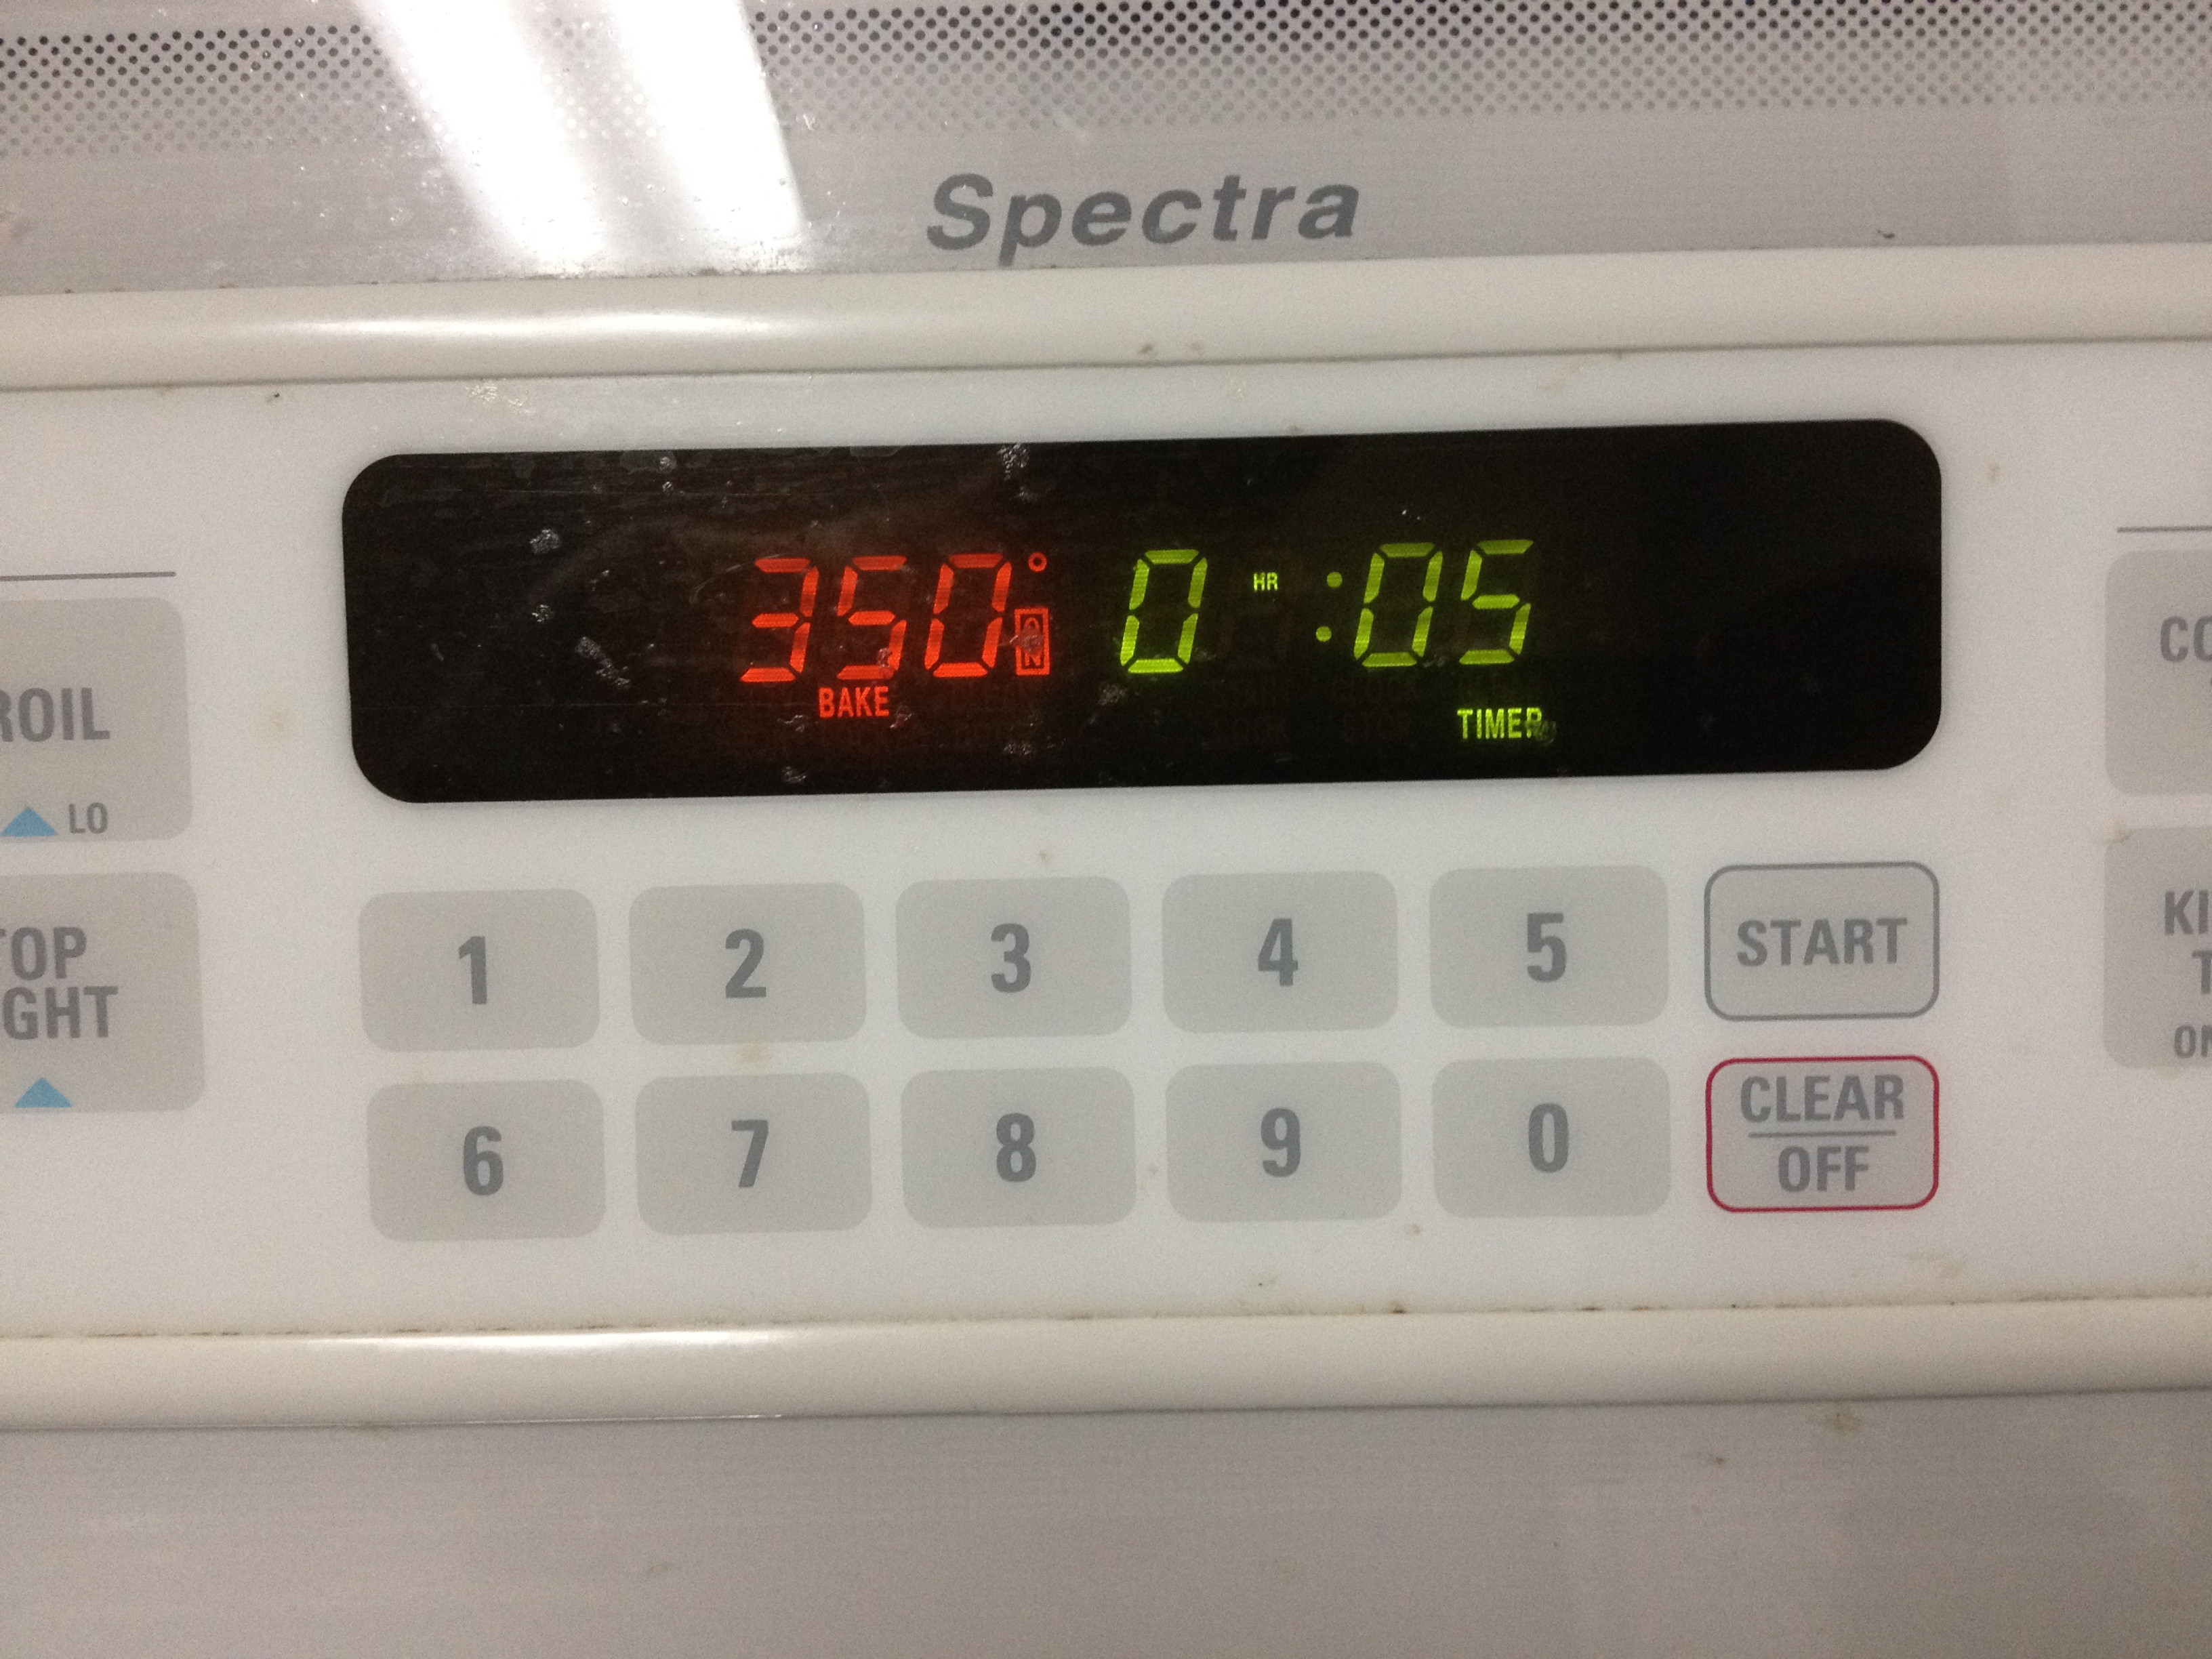 Spectra
350° ON 0 HR :05
BAKE TIMER
ROIL
LO
TOP
GHT
1 2 3 4 5 START
6 7 8 9 0 CLEAR
OFF
CO
KI
T
ON